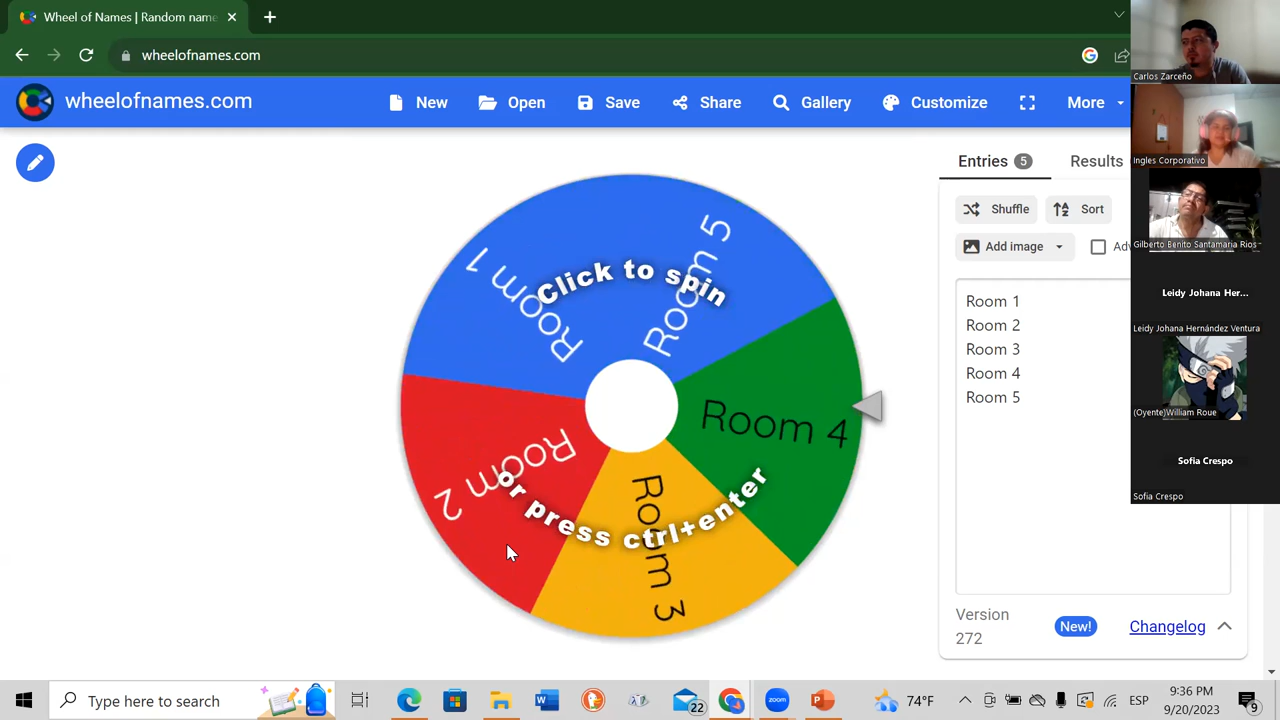 Wheel of Names | Random name
wheelofnames.com
wheelofnames.com
New
Open
Save
Share
Gallery
Customize
More
Entries 5
Results
Shuffle
Sort
Add image
Room 1
Room 2
Room 3
Room 4
Room 5
Version
272
New!
Changelog
Click to spin
or press ctrl+enter
Room 1
Room 5
Room 4
Room 3
Room 2
Carlos Zarceño
Ingles Corporativo
Gilberto Benito Santamaria Rios
Leidy Johana Her...
Leidy Johana Hernández Ventura
(Oyente)William Roue
Sofia Crespo
Sofia Crespo
Type here to search
22
zoom
74°F
ESP
9:36 PM
9/20/2023
9